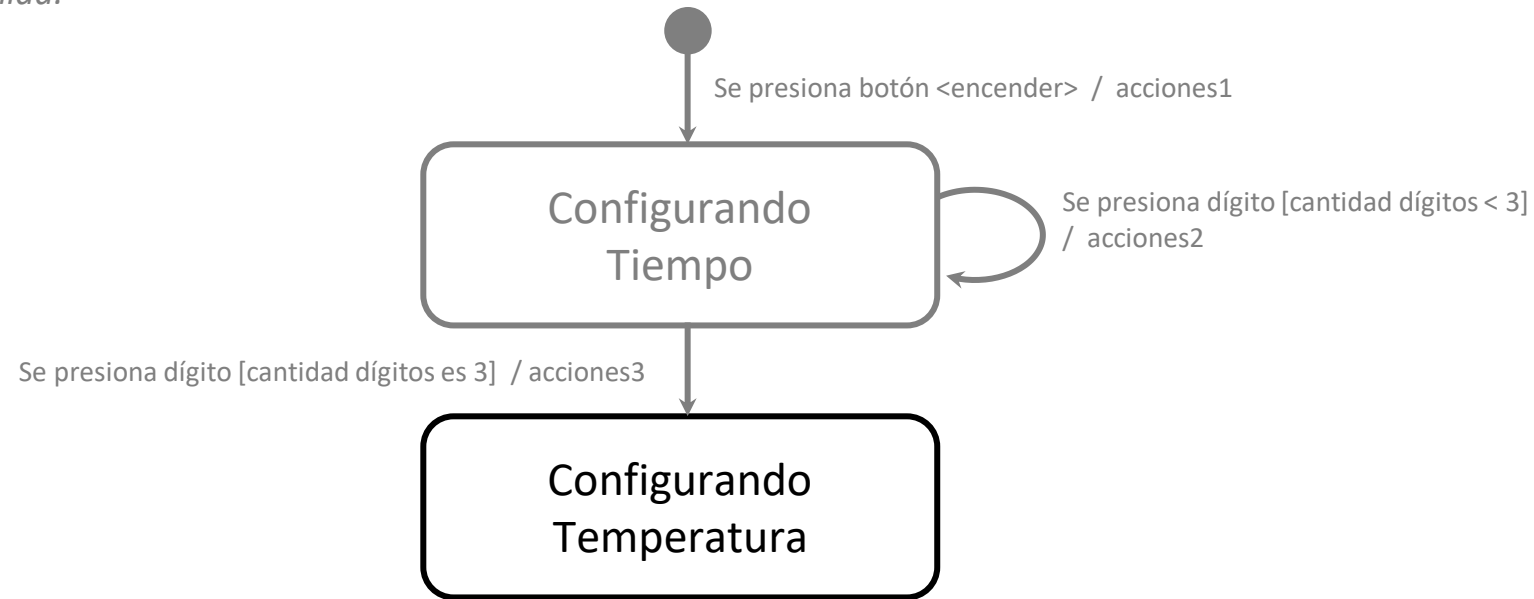 Se presiona botón <encender> / acciones1
Configurando
Tiempo
Se presiona dígito [cantidad dígitos < 3]
/ acciones2
Se presiona dígito [cantidad dígitos es 3] / acciones3
Configurando
Temperatura